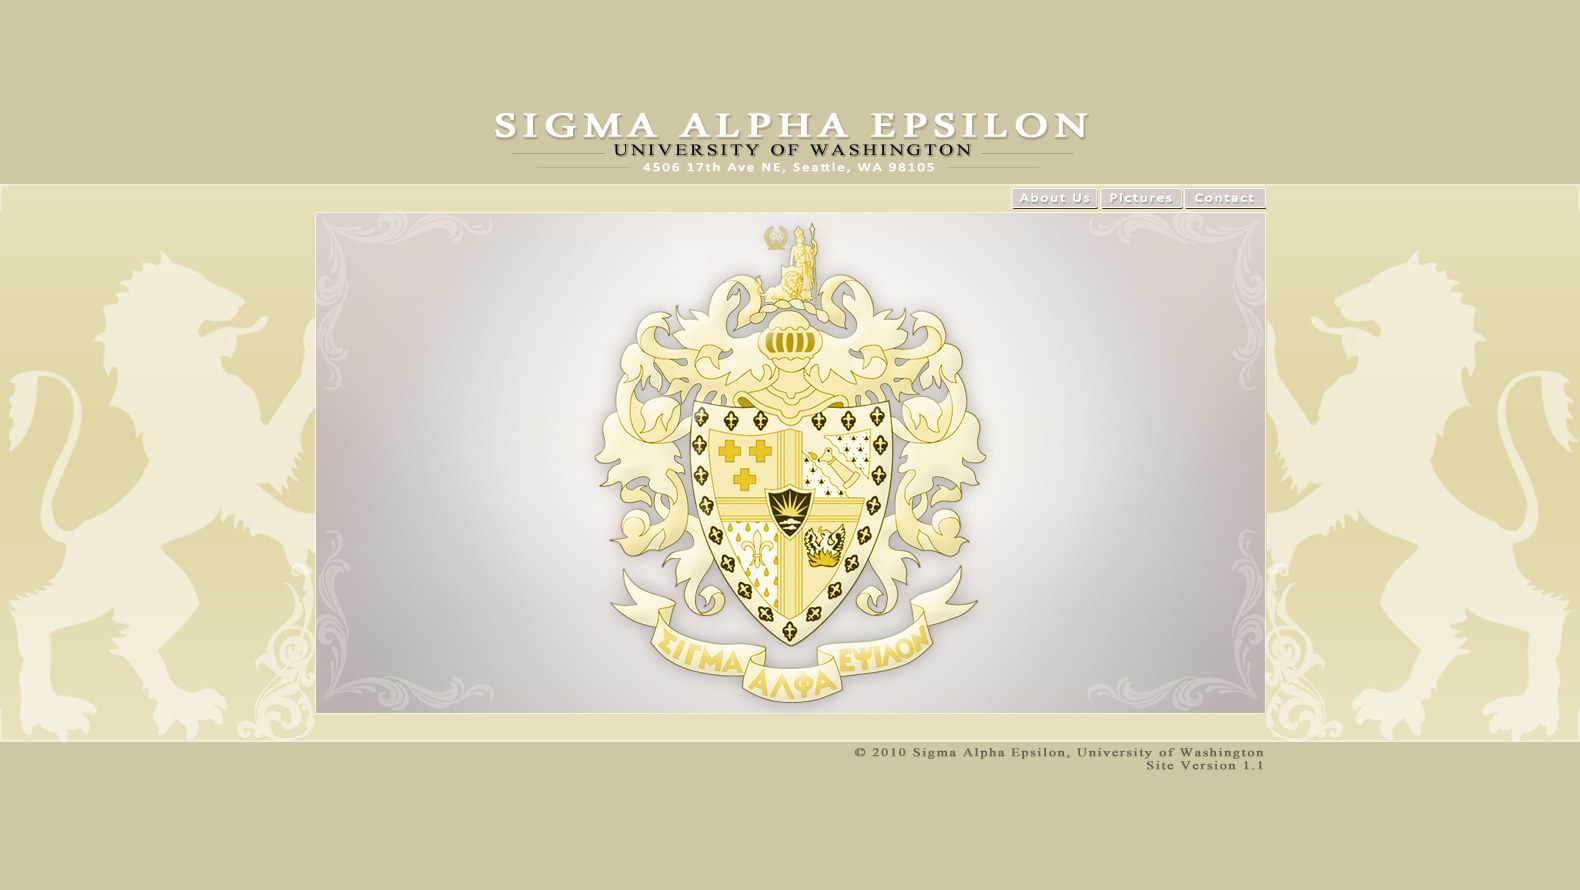 SIGMA ALPHA EPSILON
UNIVERSITY OF WASHINGTON
4506 17th Ave NE, Seattle, WA 98105
About Us Pictures Contact
ΣΙΓΜΑ ΑΛΦΑ ΕΨΙΛΟΝ
© 2010 Sigma Alpha Epsilon, University of Washington
Site Version 1.1